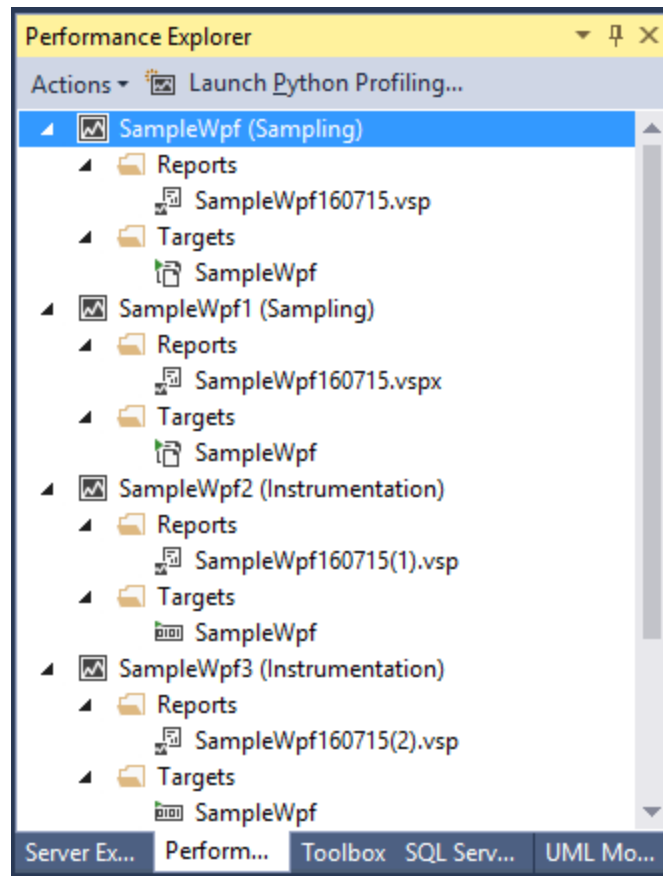 Performance Explorer
Actions Launch Python Profiling...
SampleWpf (Sampling)
Reports
SampleWpf160715.vsp
Targets
SampleWpf
SampleWpf1 (Sampling)
Reports
SampleWpf160715.vspx
Targets
SampleWpf
SampleWpf2 (Instrumentation)
Reports
SampleWpf160715(1).vsp
Targets
SampleWpf
SampleWpf3 (Instrumentation)
Reports
SampleWpf160715(2).vsp
Targets
SampleWpf
Server Ex... Perform... Toolbox SQL Serv... UML Mo...